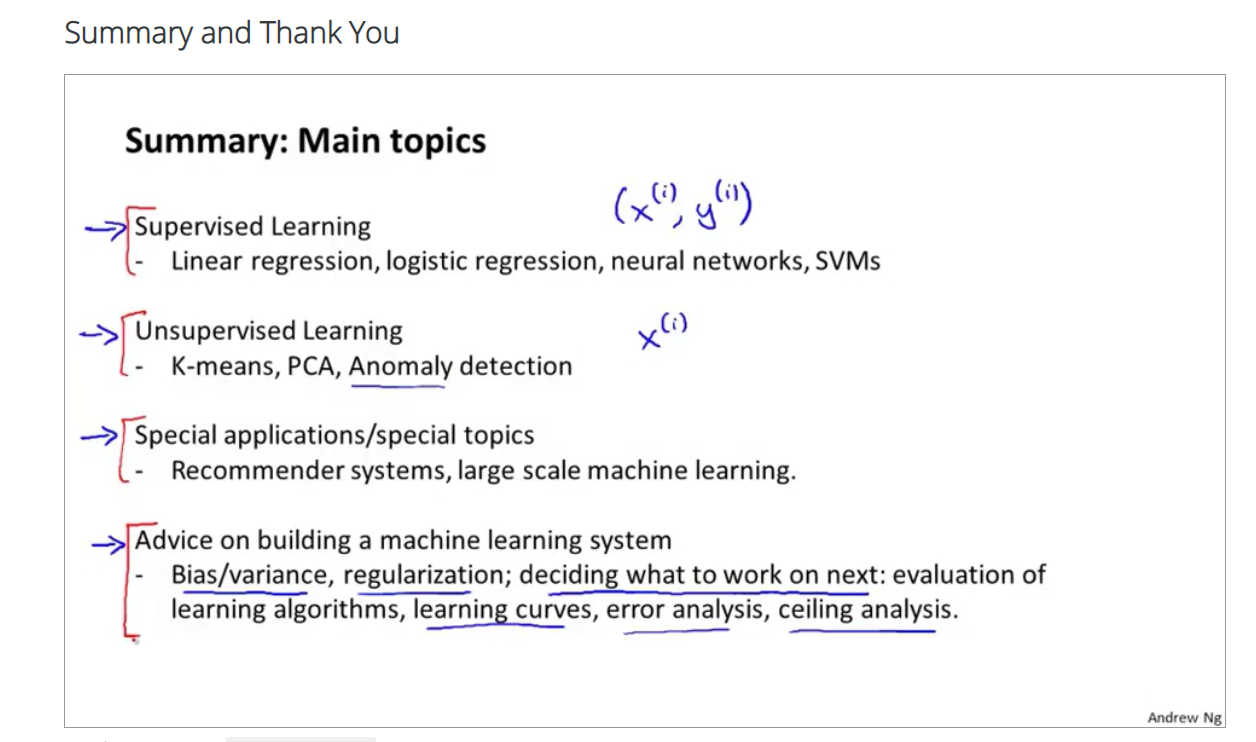 Summary and Thank You
Summary: Main topics
(x⁽ⁱ⁾, y⁽ⁱ⁾)
Supervised Learning
- Linear regression, logistic regression, neural networks, SVMs
Unsupervised Learning x⁽ⁱ⁾
- K-means, PCA, Anomaly detection
Special applications/special topics
- Recommender systems, large scale machine learning.
Advice on building a machine learning system
- Bias/variance, regularization; deciding what to work on next: evaluation of
learning algorithms, learning curves, error analysis, ceiling analysis.
Andrew Ng